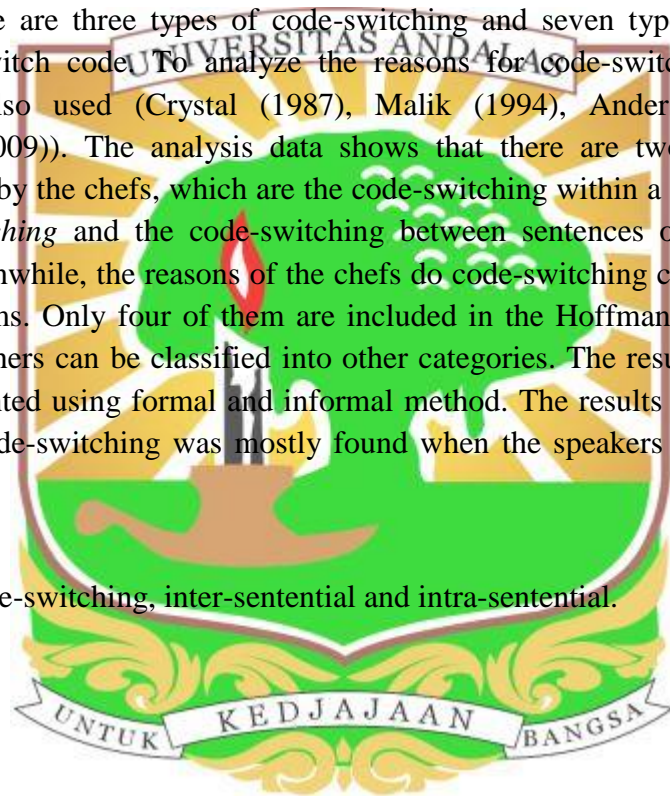 e are three types of code-switching and seven typ
UNIVERSITAS ANDALAS
itch code. To analyze the reasons for code-switc
so used (Crystal (1987), Malik (1994), Ander
009)). The analysis data shows that there are two
by the chefs, which are the code-switching within a
hing and the code-switching between sentences o
nwhile, the reasons of the chefs do code-switching c
ns. Only four of them are included in the Hoffman
ners can be classified into other categories. The resu
nted using formal and informal method. The results
de-switching was mostly found when the speakers
e-switching, inter-sentential and intra-sentential.
UNTUK KEDJAJAAN BANGSA